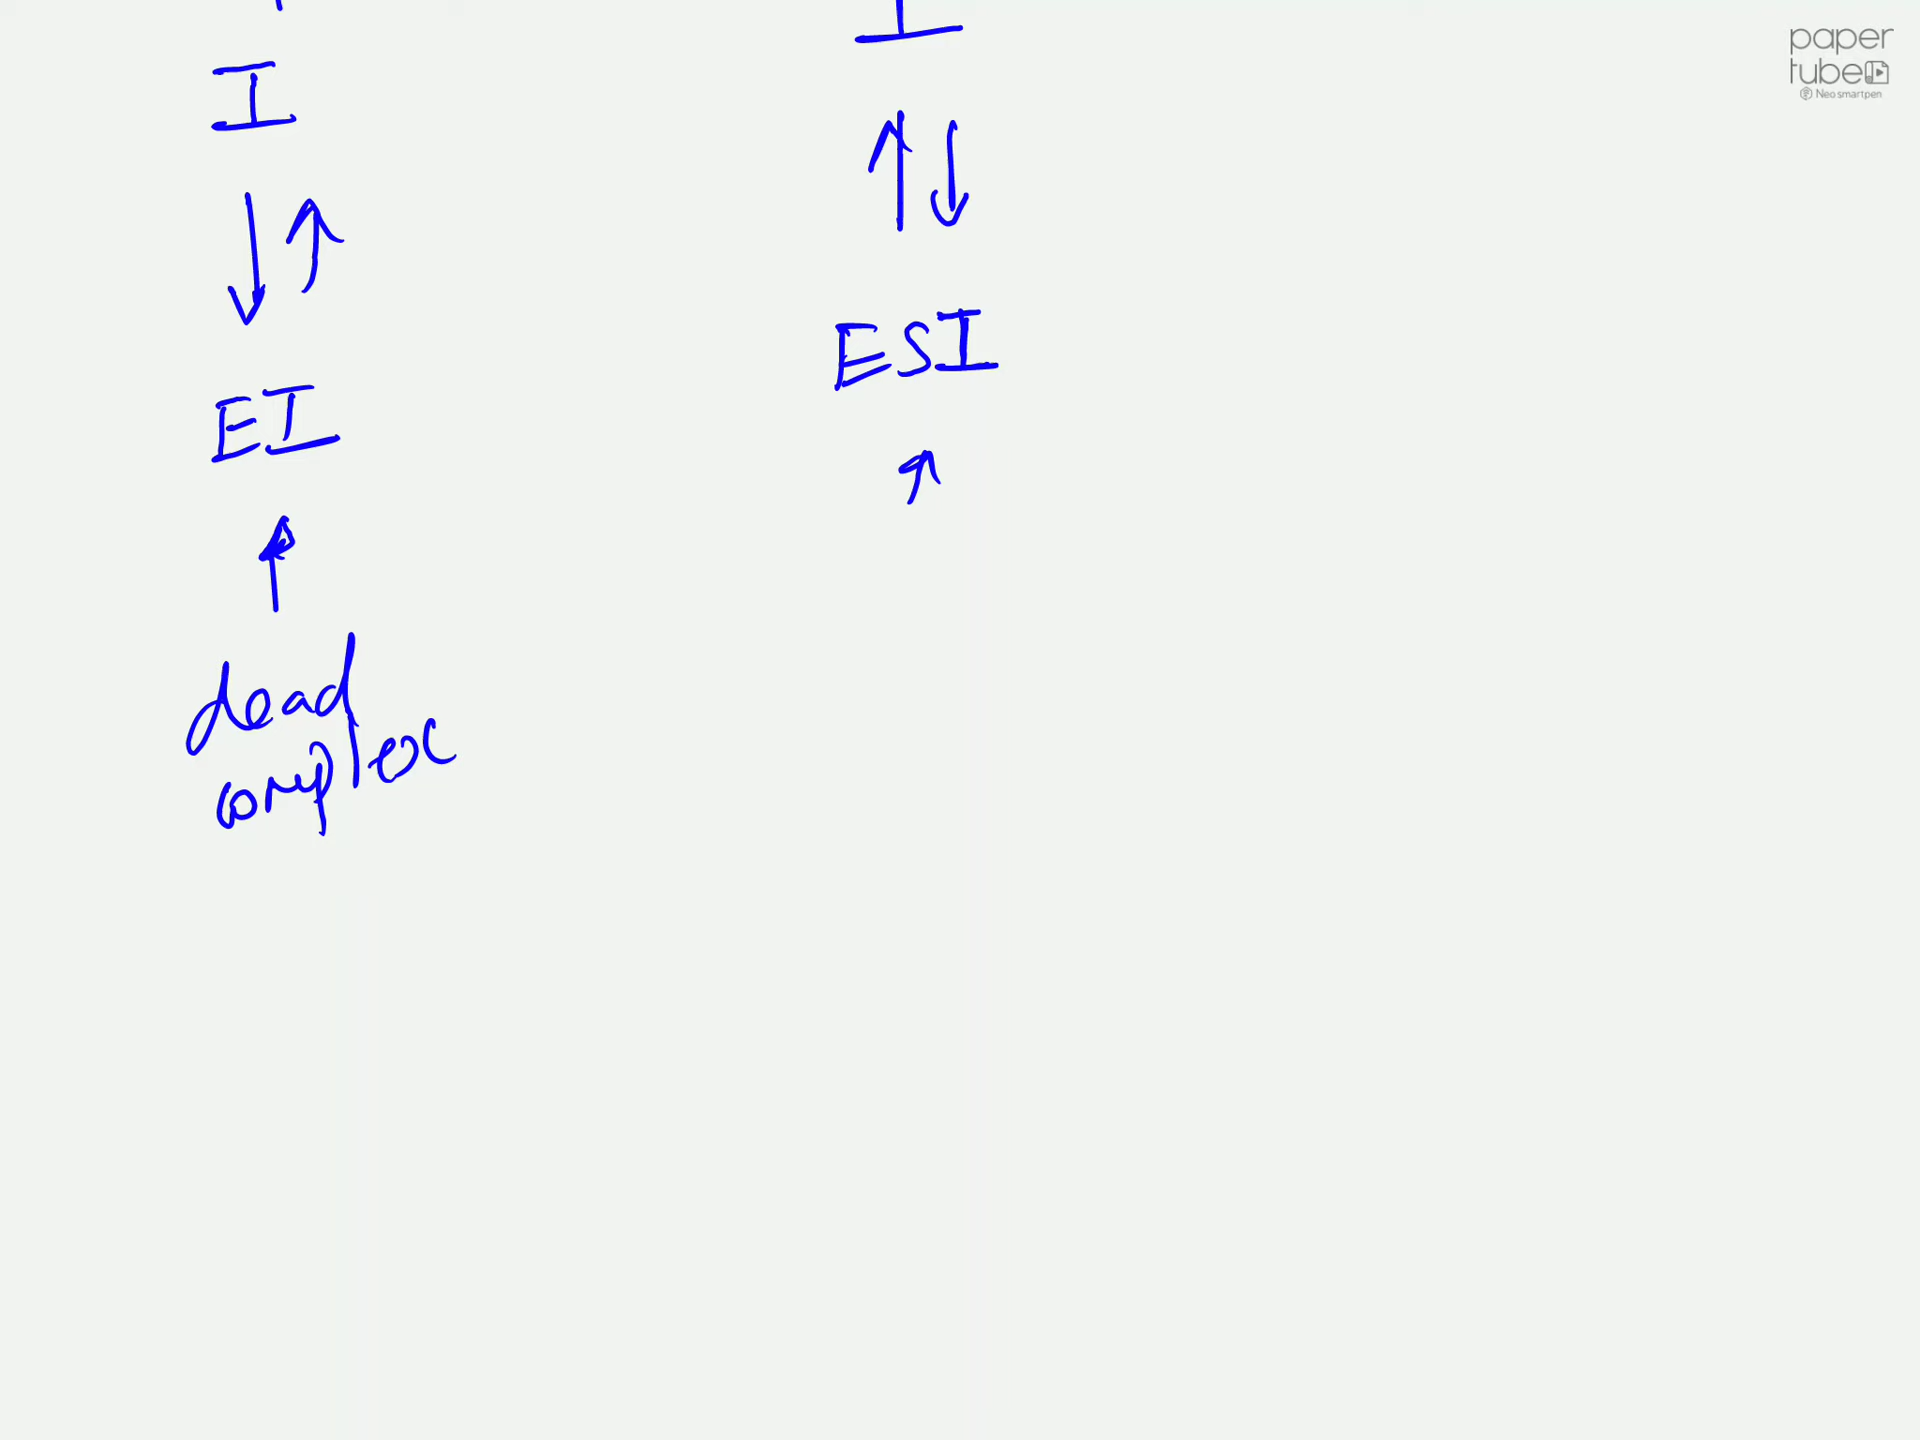 I
I
EI
ESI
dead
complex
paper
tube
Neo smartpen